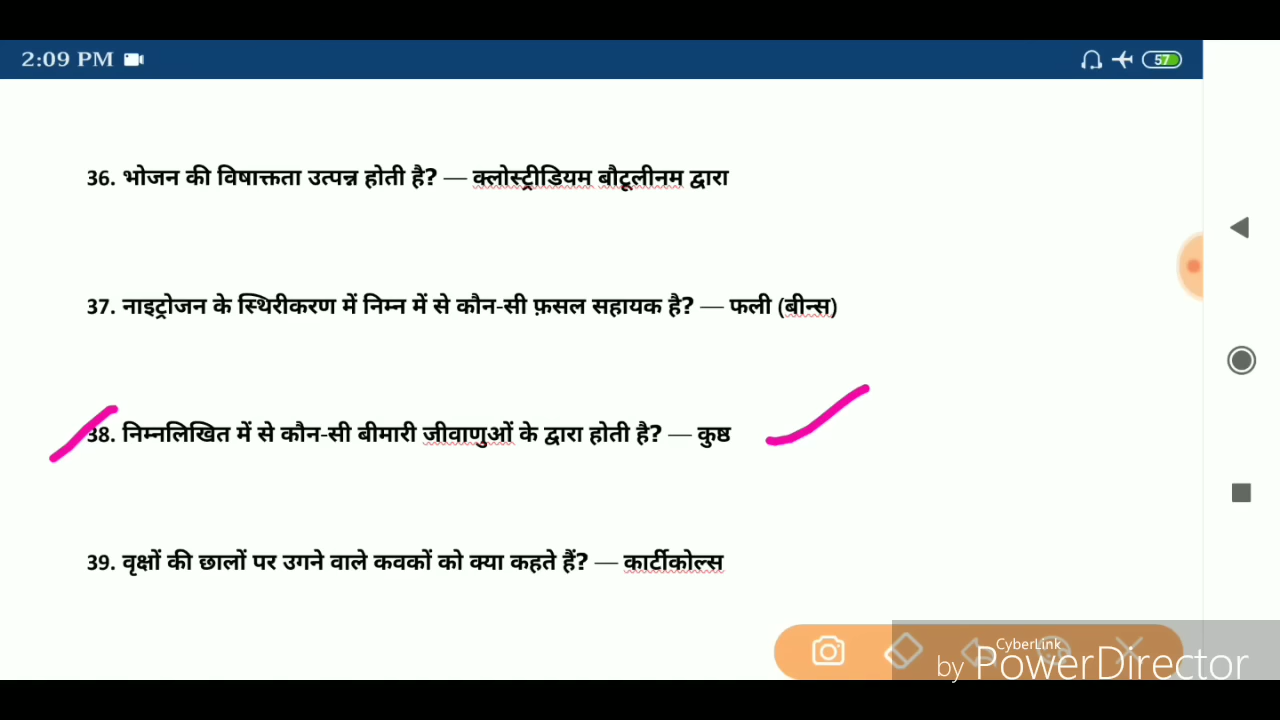 2:09 PM
57
36. भोजन की विषाक्तता उत्पन्न होती है? — क्लोस्ट्रीडियम बौटूलीनम द्वारा
37. नाइट्रोजन के स्थिरीकरण में निम्न में से कौन-सी फ़सल सहायक है? — फली (बीन्स)
38. निम्नलिखित में से कौन-सी बीमारी जीवाणुओं के द्वारा होती है? — कुष्ठ
39. वृक्षों की छालों पर उगने वाले कवकों को क्या कहते हैं? — कार्टीकोल्स
CyberLink
by PowerDirector